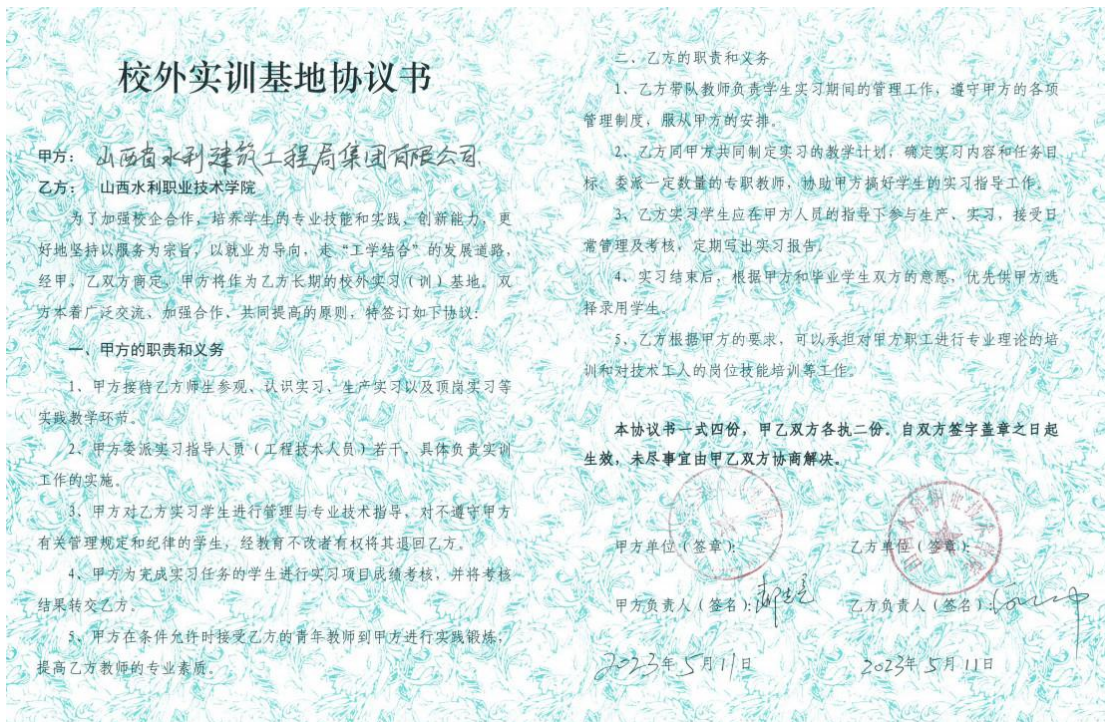 校外实训基地协议书
甲方：山西省水利建筑工程局集团有限公司
乙方：山西水利职业技术学院
为了加强校企合作，培养学生的专业技能和实践、创新能力，更
好地坚持以服务为宗旨，以就业为导向，走“工学结合”的发展道路，
经甲、乙双方商定，甲方将作为乙方长期的校外实习（训）基地。双
方本着广泛交流、加强合作、共同提高的原则，特签订如下协议：
一、甲方的职责和义务
1、甲方接待乙方师生参观、认识实习、生产实习以及顶岗实习等
实践教学环节。
2、甲方委派实习指导人员（工程技术人员）若干，具体负责实训
工作的实施。
3、甲方对乙方实习学生进行管理与专业技术指导，对不遵守甲方
有关管理规定和纪律的学生，经教育不改者有权将其退回乙方。
4、甲方为完成实习任务的学生进行实习项目成绩考核，并将考核
结果转交乙方。
5、甲方在条件允许时接受乙方的青年教师到甲方进行实践锻炼，
提高乙方教师的专业素质。
二、乙方的职责和义务
1、乙方带队教师负责学生实习期间的管理工作，遵守甲方的各项
管理制度，服从甲方的安排。
2、乙方同甲方共同制定实习的教学计划，确定实习内容和任务目
标，委派一定数量的专职教师，协助甲方搞好学生的实习指导工作。
3、乙方实习学生应在甲方人员的指导下参与生产、实习，接受日
常管理及考核，定期写出实习报告。
4、实习结束后，根据甲方和毕业学生双方的意愿，优先供甲方选
择录用学生。
5、乙方根据甲方的要求，可以承担对甲方职工进行专业理论的培
训和对技术工人的岗位技能培训等工作。
本协议书一式四份，甲乙双方各执二份。自双方签字盖章之日起
生效，未尽事宜由甲乙双方协商解决。
甲方单位（签章）：
乙方单位（签章）：
山西水利职业技术学院
甲方负责人（签名）：
乙方负责人（签名）：
2023年5月11日
2023年5月11日